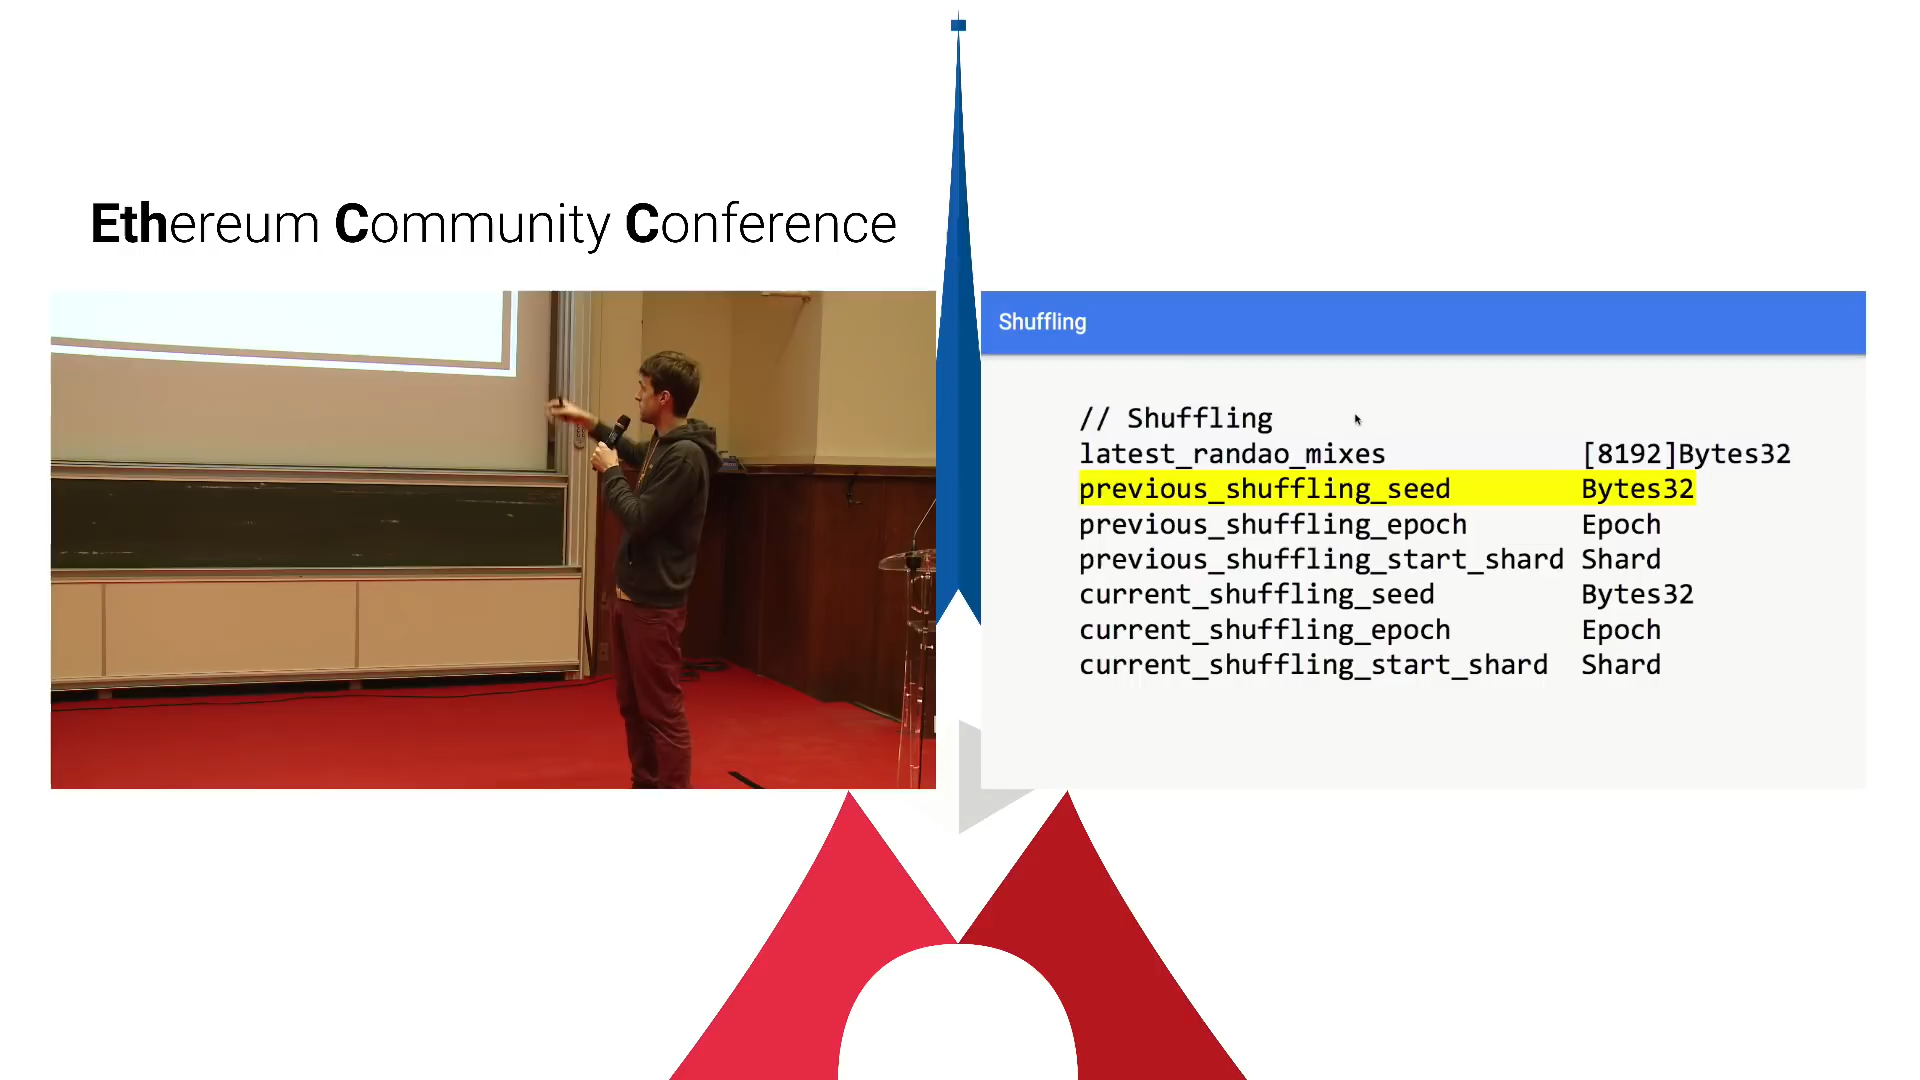 Ethereum Community Conference
Shuffling
// Shuffling
latest_randao_mixes [8192]Bytes32
previous_shuffling_seed Bytes32
previous_shuffling_epoch Epoch
previous_shuffling_start_shard Shard
current_shuffling_seed Bytes32
current_shuffling_epoch Epoch
current_shuffling_start_shard Shard